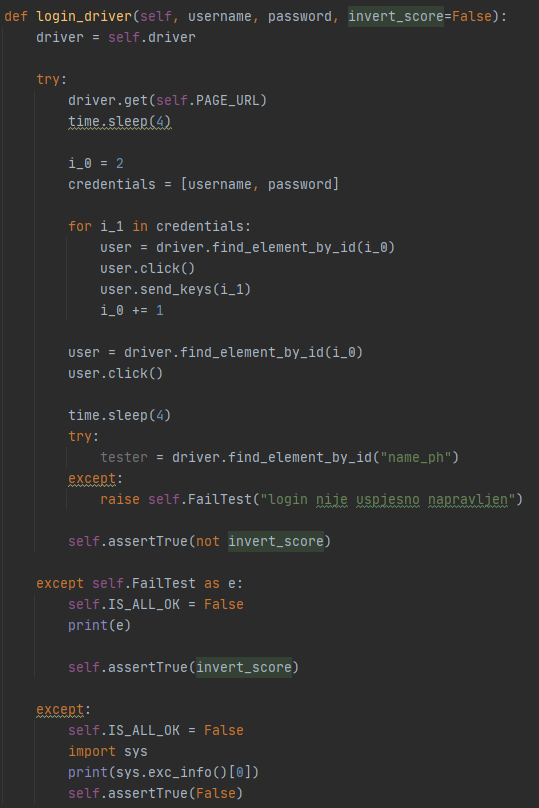 def login_driver(self, username, password, invert_score=False):
    driver = self.driver

    try:
        driver.get(self.PAGE_URL)
        time.sleep(4)

        i_0 = 2
        credentials = [username, password]

        for i_1 in credentials:
            user = driver.find_element_by_id(i_0)
            user.click()
            user.send_keys(i_1)
            i_0 += 1

        user = driver.find_element_by_id(i_0)
        user.click()

        time.sleep(4)
        try:
            tester = driver.find_element_by_id("name_ph")
        except:
            raise self.FailTest("login nije uspjesno napravljen")

        self.assertTrue(not invert_score)

    except self.FailTest as e:
        self.IS_ALL_OK = False
        print(e)

        self.assertTrue(invert_score)

    except:
        self.IS_ALL_OK = False
        import sys
        print(sys.exc_info()[0])
        self.assertTrue(False)